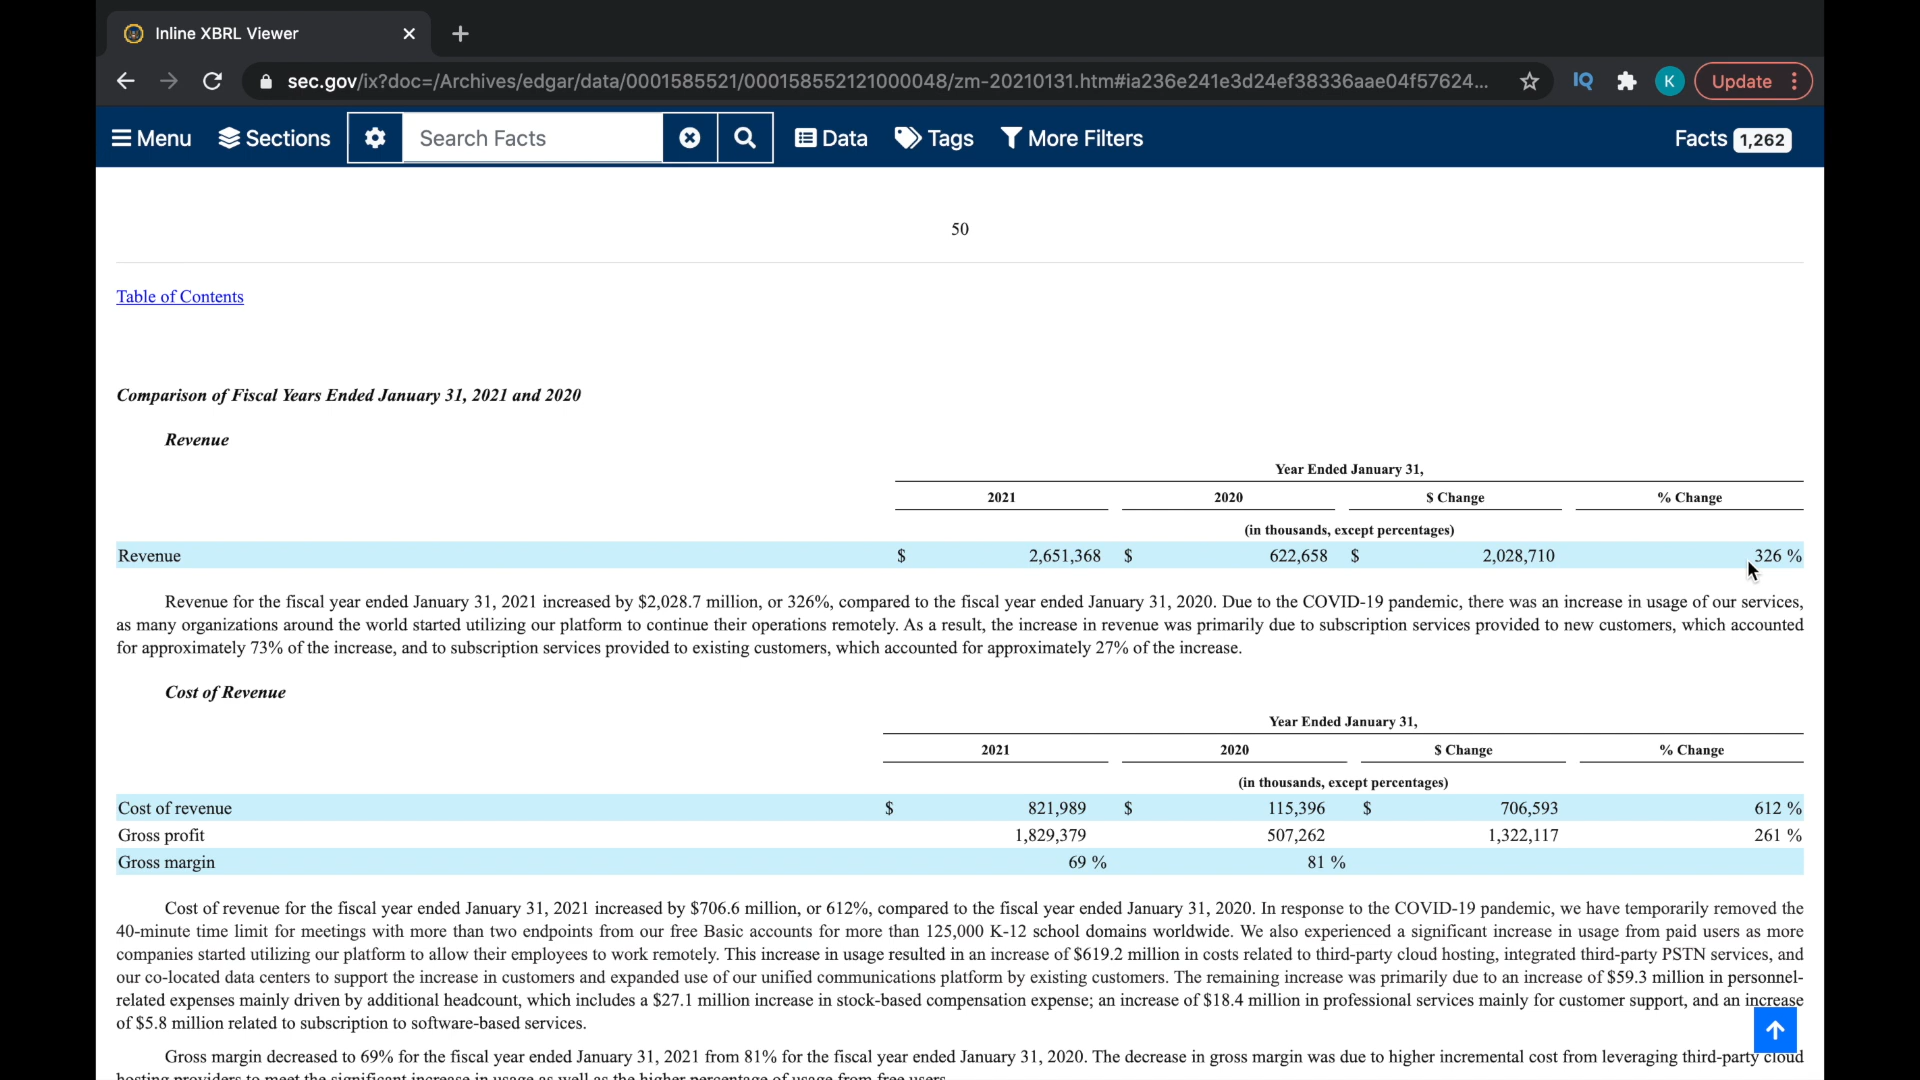 Inline XBRL Viewer
sec.gov/ix?doc=/Archives/edgar/data/0001585521/000158552121000048/zm-20210131.htm#ia236e241e3d24ef38336aae04f57624...
IQ
K
Update
Menu
Sections
Search Facts
Data
Tags
More Filters
Facts 1,262
50
Table of Contents
Comparison of Fiscal Years Ended January 31, 2021 and 2020
Revenue
Year Ended January 31,
2021 2020 $ Change % Change
(in thousands, except percentages)
Revenue $ 2,651,368 $ 622,658 $ 2,028,710 326 %
Revenue for the fiscal year ended January 31, 2021 increased by $2,028.7 million, or 326%, compared to the fiscal year ended January 31, 2020. Due to the COVID-19 pandemic, there was an increase in usage of our services,
as many organizations around the world started utilizing our platform to continue their operations remotely. As a result, the increase in revenue was primarily due to subscription services provided to new customers, which accounted
for approximately 73% of the increase, and to subscription services provided to existing customers, which accounted for approximately 27% of the increase.
Cost of Revenue
Year Ended January 31,
2021 2020 $ Change % Change
(in thousands, except percentages)
Cost of revenue $ 821,989 $ 115,396 $ 706,593 612 %
Gross profit 1,829,379 507,262 1,322,117 261 %
Gross margin 69 % 81 %
Cost of revenue for the fiscal year ended January 31, 2021 increased by $706.6 million, or 612%, compared to the fiscal year ended January 31, 2020. In response to the COVID-19 pandemic, we have temporarily removed the
40-minute time limit for meetings with more than two endpoints from our free Basic accounts for more than 125,000 K-12 school domains worldwide. We also experienced a significant increase in usage from paid users as more
companies started utilizing our platform to allow their employees to work remotely. This increase in usage resulted in an increase of $619.2 million in costs related to third-party cloud hosting, integrated third-party PSTN services, and
our co-located data centers to support the increase in customers and expanded use of our unified communications platform by existing customers. The remaining increase was primarily due to an increase of $59.3 million in personnel-
related expenses mainly driven by additional headcount, which includes a $27.1 million increase in stock-based compensation expense; an increase of $18.4 million in professional services mainly for customer support, and an increase
of $5.8 million related to subscription to software-based services.
Gross margin decreased to 69% for the fiscal year ended January 31, 2021 from 81% for the fiscal year ended January 31, 2020. The decrease in gross margin was due to higher incremental cost from leveraging third-party cloud
hosting providers to meet the significant increase in usage as well as the higher percentage of usage from free users.